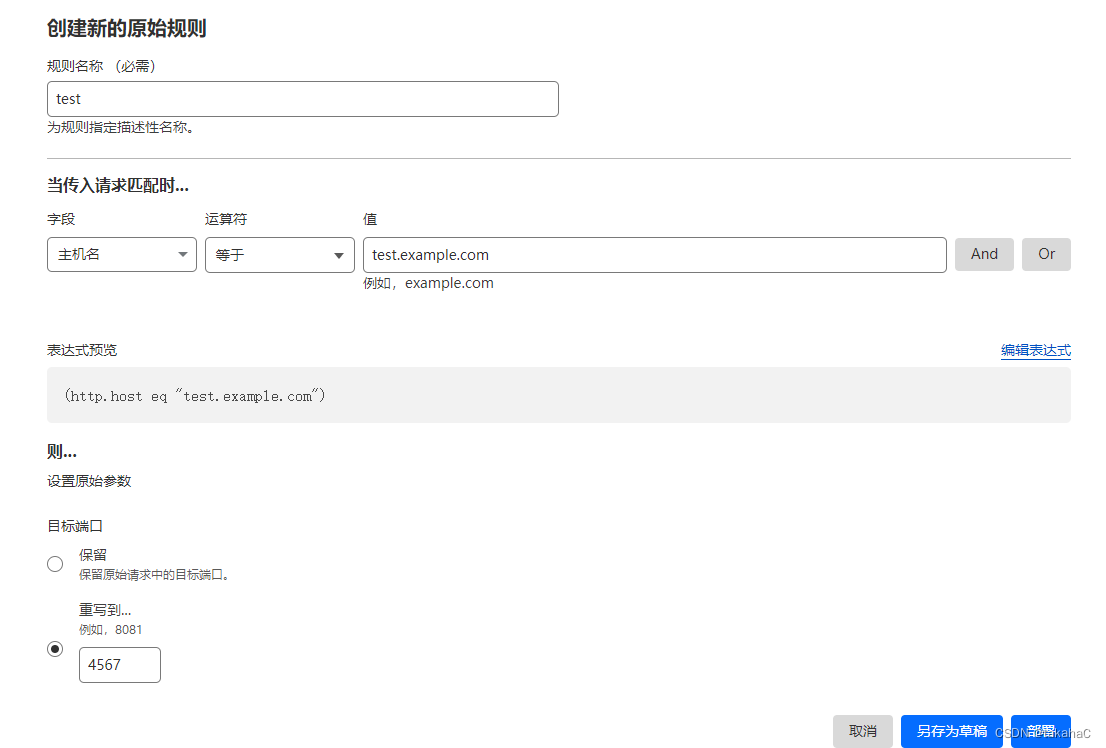 创建新的原始规则
规则名称 （必需）
test
为规则指定描述性名称。
当传入请求匹配时...
字段 运算符 值
主机名 等于 test.example.com And Or
例如，example.com
表达式预览 编辑表达式
(http.host eq "test.example.com")
则...
设置原始参数
目标端口
保留
保留原始请求中的目标端口。
重写到...
例如，8081
4567
取消 另存为草稿 部署